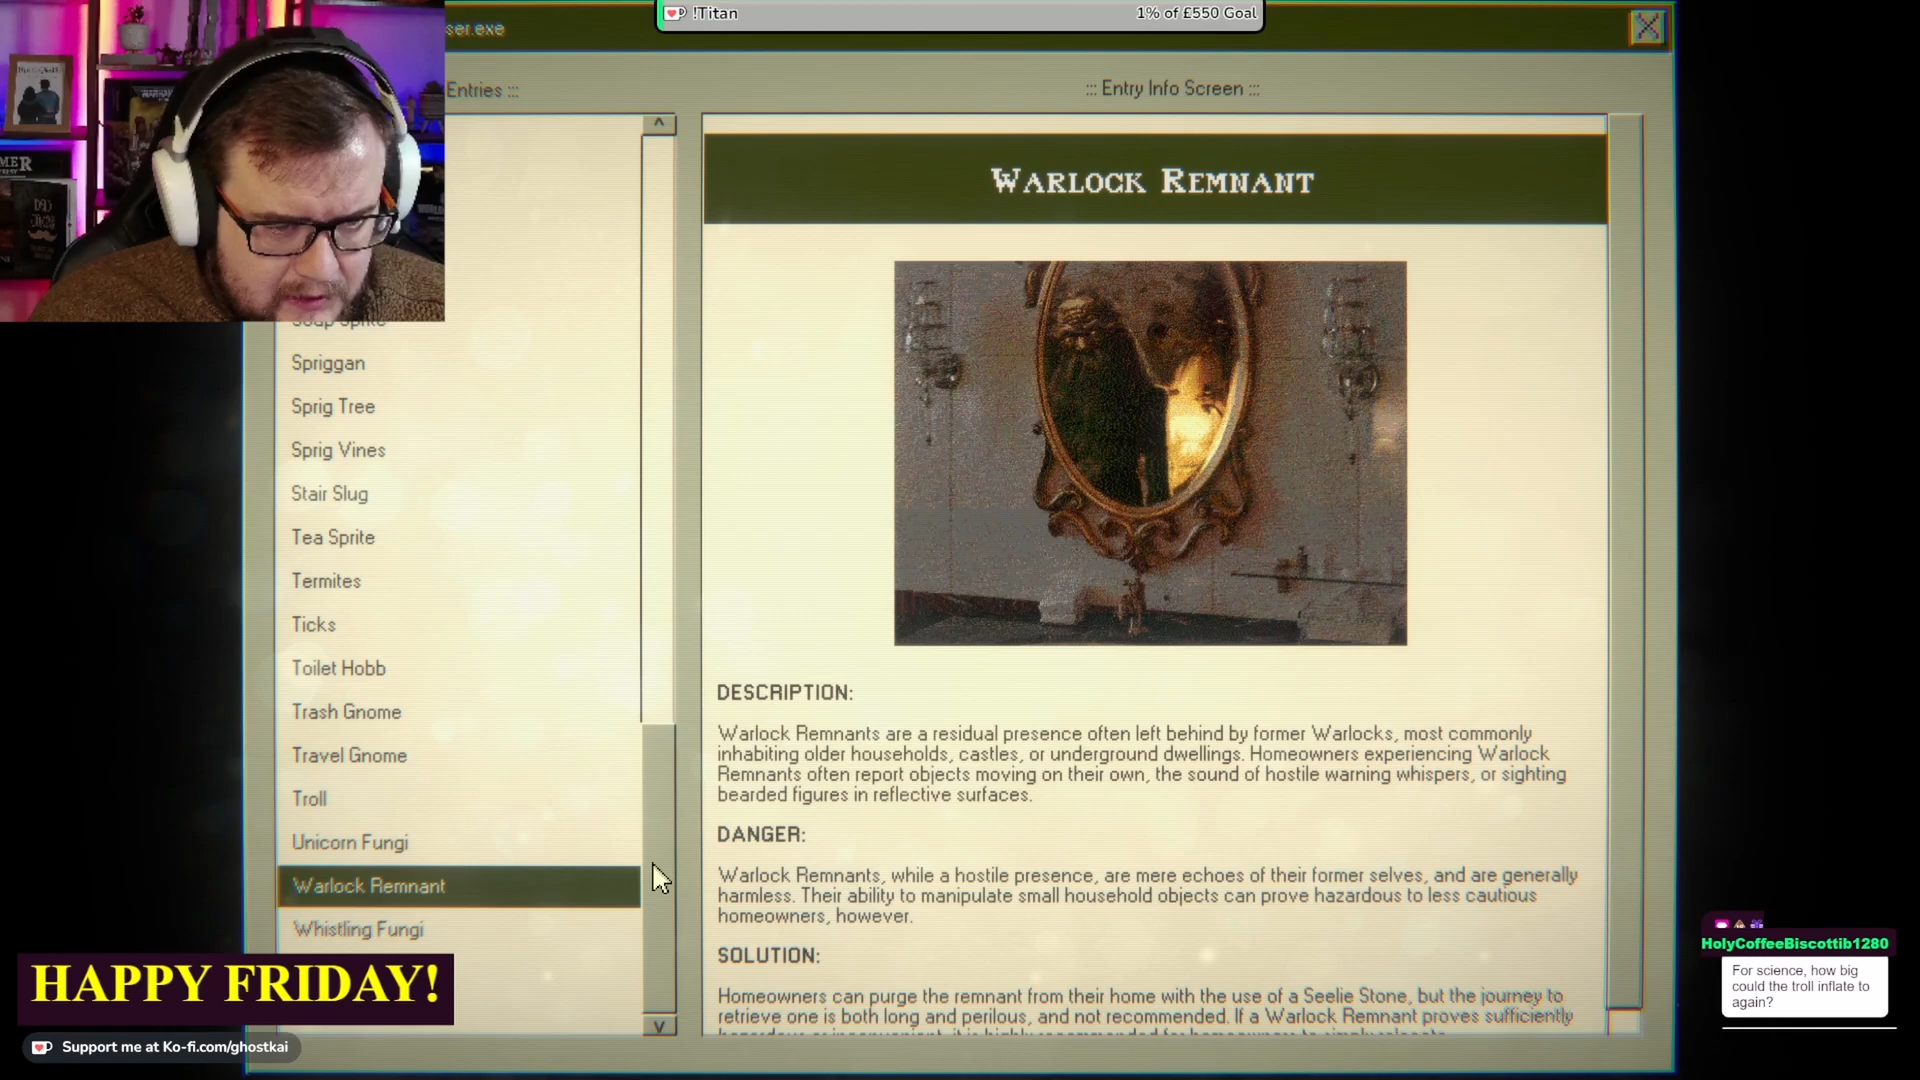 !Titan
1% of £550 Goal
ser.exe
Entries :::
::: Entry Info Screen :::
WARLOCK REMNANT
Soap Sprite
Spriggan
Sprig Tree
Sprig Vines
Stair Slug
Tea Sprite
Termites
Ticks
Toilet Hobb
Trash Gnome
Travel Gnome
Troll
Unicorn Fungi
Warlock Remnant
Whistling Fungi
DESCRIPTION:
Warlock Remnants are a residual presence often left behind by former Warlocks, most commonly
inhabiting older households, castles, or underground dwellings. Homeowners experiencing Warlock
Remnants often report objects moving on their own, the sound of hostile warning whispers, or sighting
bearded figures in reflective surfaces.
DANGER:
Warlock Remnants, while a hostile presence, are mere echoes of their former selves, and are generally
harmless. Their ability to manipulate small household objects can prove hazardous to less cautious
homeowners, however.
SOLUTION:
Homeowners can purge the remnant from their home with the use of a Seelie Stone, but the journey to
retrieve one is both long and perilous, and not recommended. If a Warlock Remnant proves sufficiently
HAPPY FRIDAY!
Support me at Ko-fi.com/ghostkai
HolyCoffeeBiscottib1280
For science, how big
could the troll inflate to
again?